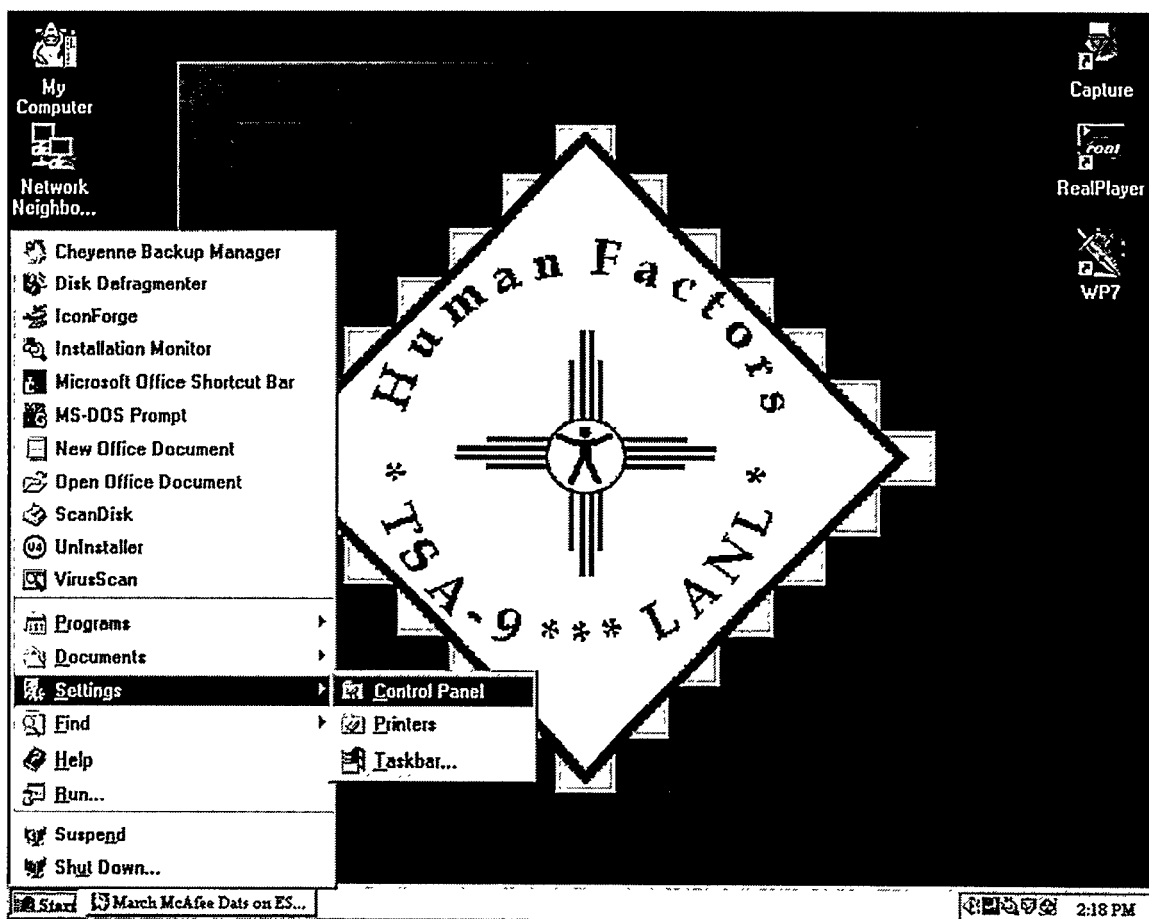 My
Computer
Network
Neighbo...
Capture
RealPlayer
WP7
Cheyenne Backup Manager
Disk Defragmenter
IconForge
Installation Monitor
Microsoft Office Shortcut Bar
MS-DOS Prompt
New Office Document
Open Office Document
ScanDisk
UnInstaller
VirusScan
Programs
Documents
Settings
Find
Help
Run...
Suspend
Shut Down...
Control Panel
Printers
Taskbar...
Human Factors
* TSA-9 *** LANL *
Start
March McAfee Dats on ES...
2:18 PM